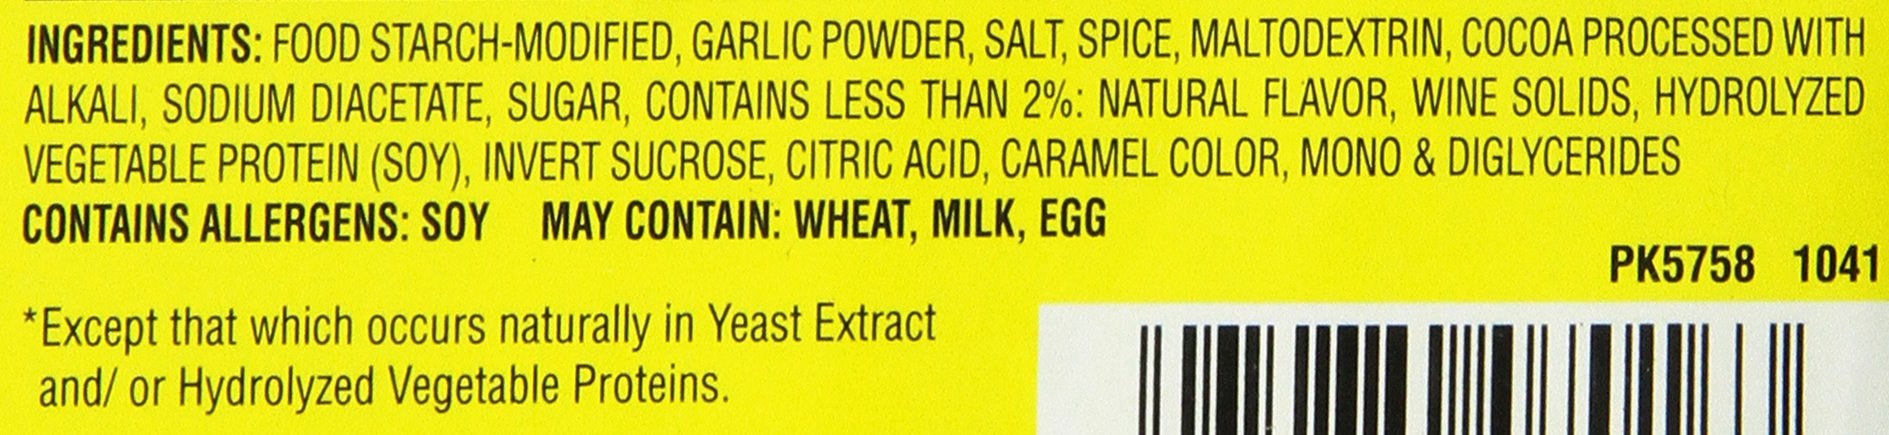 INGREDIENTS: FOOD STARCH-MODIFIED, GARLIC POWDER, SALT, SPICE, MALTODEXTRIN, COCOA PROCESSED WITH
ALKALI, SODIUM DIACETATE, SUGAR, CONTAINS LESS THAN 2%: NATURAL FLAVOR, WINE SOLIDS, HYDROLYZED
VEGETABLE PROTEIN (SOY), INVERT SUCROSE, CITRIC ACID, CARAMEL COLOR, MONO & DIGLYCERIDES
CONTAINS ALLERGENS: SOY MAY CONTAIN: WHEAT, MILK, EGG
PK5758 1041
*Except that which occurs naturally in Yeast Extract
and/ or Hydrolyzed Vegetable Proteins.